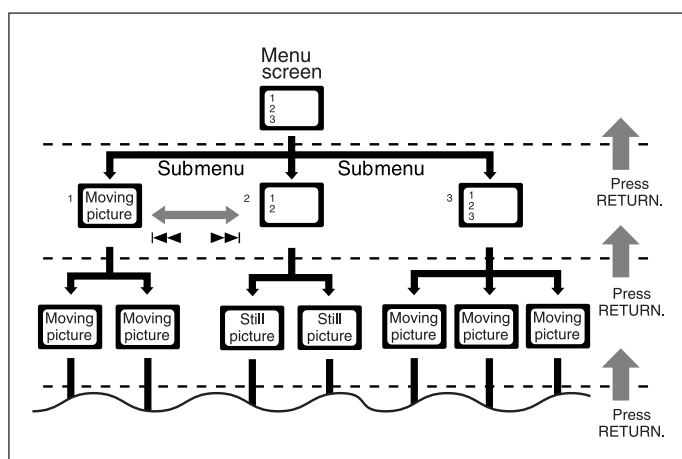 Menu
screen
1
2
3
Submenu Submenu
1 Moving
picture
2 1
2
3 1
2
3
Press
RETURN.
Moving
picture
Moving
picture
Still
picture
Still
picture
Moving
picture
Moving
picture
Moving
picture
Press
RETURN.
Press
RETURN.